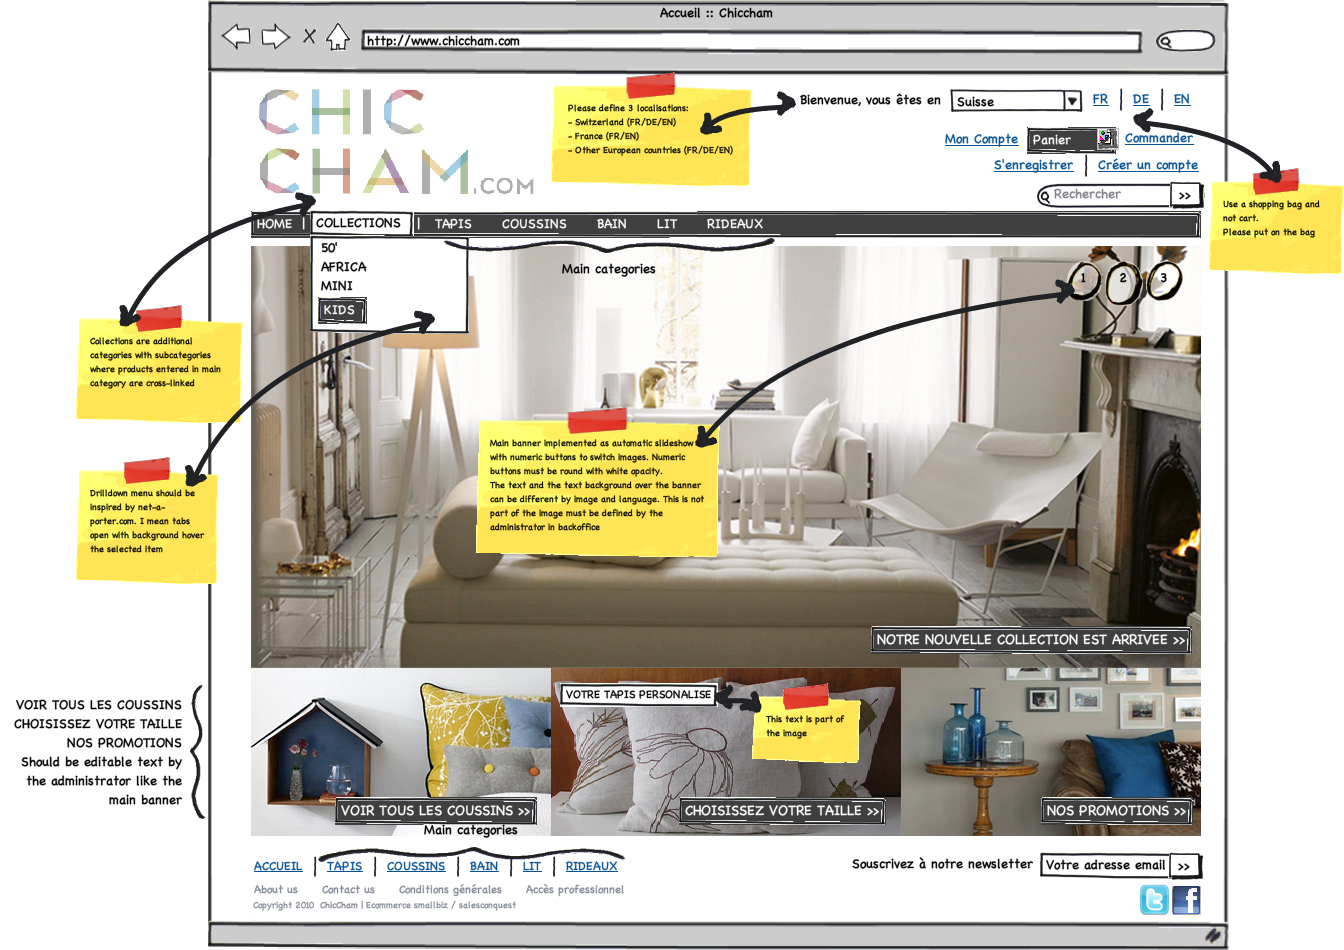 Accueil :: Chiccham
http://www.chiccham.com
CHIC
CHAM.COM
Please define 3 localisations:
- Switzerland (FR/DE/EN)
- France (FR/EN)
- Other European countries (FR/DE/EN)
Bienvenue, vous êtes en Suisse FR DE EN
Mon Compte Panier Commander
S'enregistrer Créer un compte
Rechercher >>
Use a shopping bag and
not cart.
Please put on the bag
HOME | COLLECTIONS | TAPIS COUSSINS BAIN LIT RIDEAUX
50'
AFRICA
MINI
KIDS
Main categories
1 2 3
Collections are additional
categories with subcategories
where products entered in main
category are cross-linked
Drilldown menu should be
inspired by net-a-
porter.com. I mean tabs
open with background hover
the selected item
Main banner implemented as automatic slideshow
with numeric buttons to switch images. Numeric
buttons must be round with white opacity.
The text and the text background over the banner
can be different by image and language. This is not
part of the image must be defined by the
administrator in backoffice
NOTRE NOUVELLE COLLECTION EST ARRIVEE >>
VOIR TOUS LES COUSSINS
CHOISISSEZ VOTRE TAILLE
NOS PROMOTIONS
Should be editable text by
the administrator like the
main banner
VOTRE TAPIS PERSONALISE
This text is part of
the image
VOIR TOUS LES COUSSINS >>
CHOISISSEZ VOTRE TAILLE >>
NOS PROMOTIONS >>
Main categories
ACCUEIL | TAPIS | COUSSINS | BAIN | LIT | RIDEAUX
Souscrivez à notre newsletter Votre adresse email >>
About us Contact us Conditions générales Accès professionnel
Copyright 2010 ChicCham | Ecommerce smallbiz / salesconquest
t f